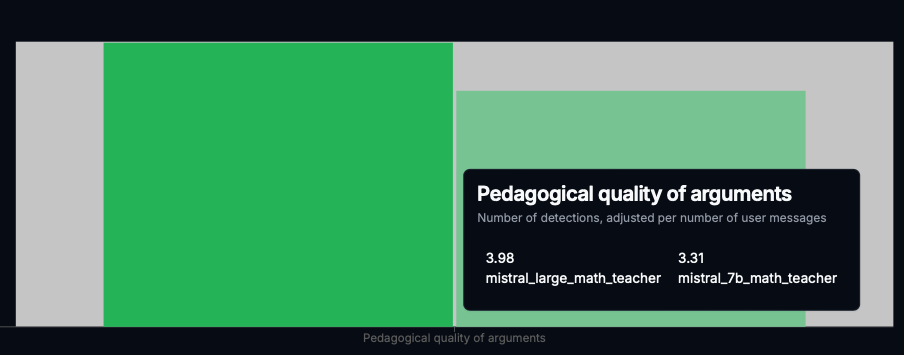 Pedagogical quality of arguments
Number of detections, adjusted per number of user messages
3.98 3.31
mistral_large_math_teacher mistral_7b_math_teacher
Pedagogical quality of arguments